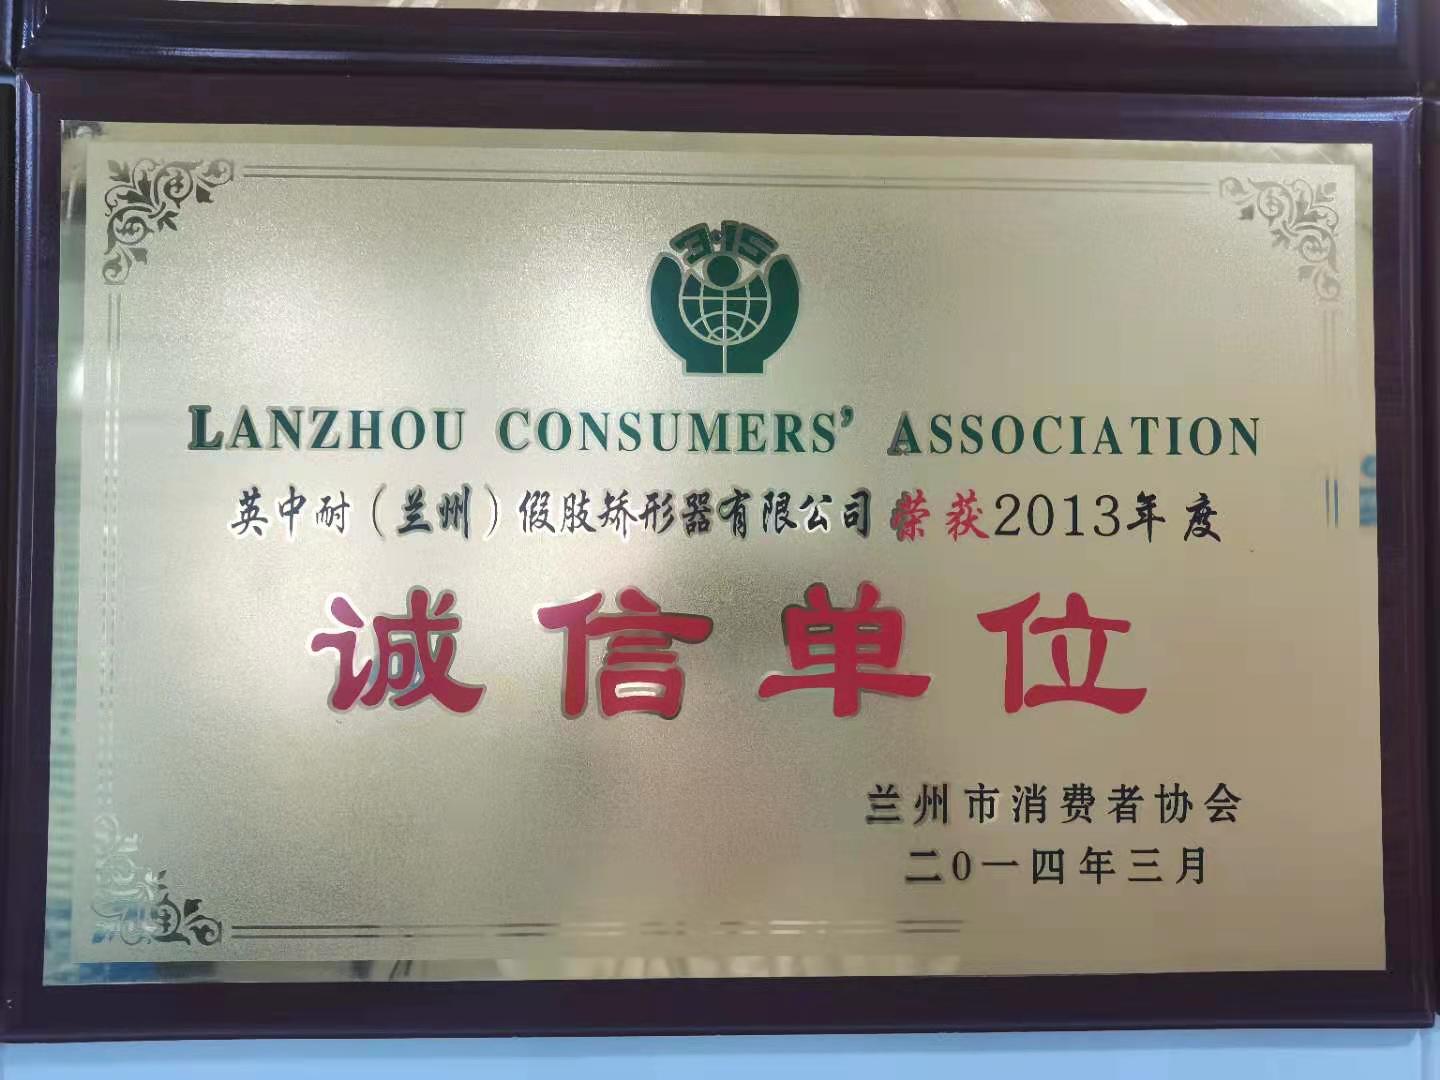 3·15
LANZHOU CONSUMERS’ ASSOCIATION
英中耐（兰州）假肢矫形器有限公司荣获2013年度
诚信单位
兰州市消费者协会
二0一四年三月